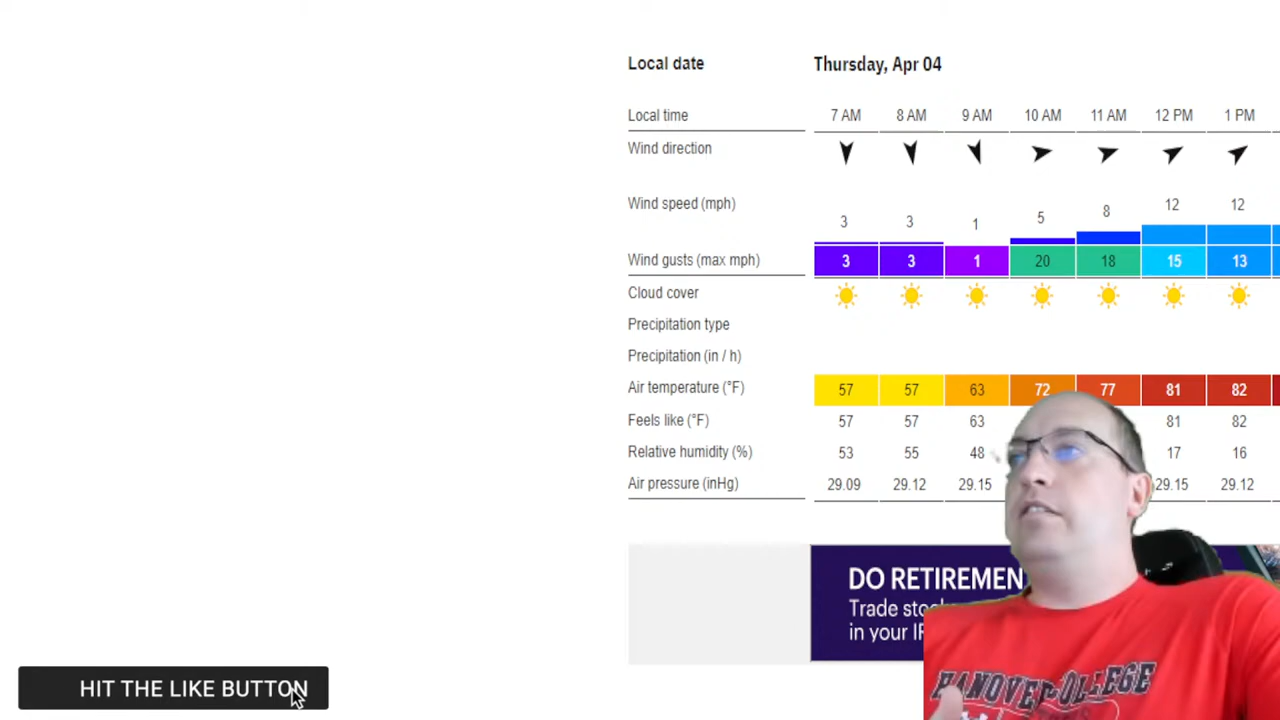 Local date Thursday, Apr 04
Local time 7 AM 8 AM 9 AM 10 AM 11 AM 12 PM 1 PM
Wind direction
Wind speed (mph) 3 3 1 5 8 12 12
Wind gusts (max mph) 3 3 1 20 18 15 13
Cloud cover
Precipitation type
Precipitation (in / h)
Air temperature (°F) 57 57 63 72 77 81 82
Feels like (°F) 57 57 63 81 82
Relative humidity (%) 53 55 48 17 16
Air pressure (inHg) 29.09 29.12 29.15 29.15 29.12
DO RETIREMEN
Trade stoc
in your IR
HANOVER COLLEGE
HIT THE LIKE BUTTON